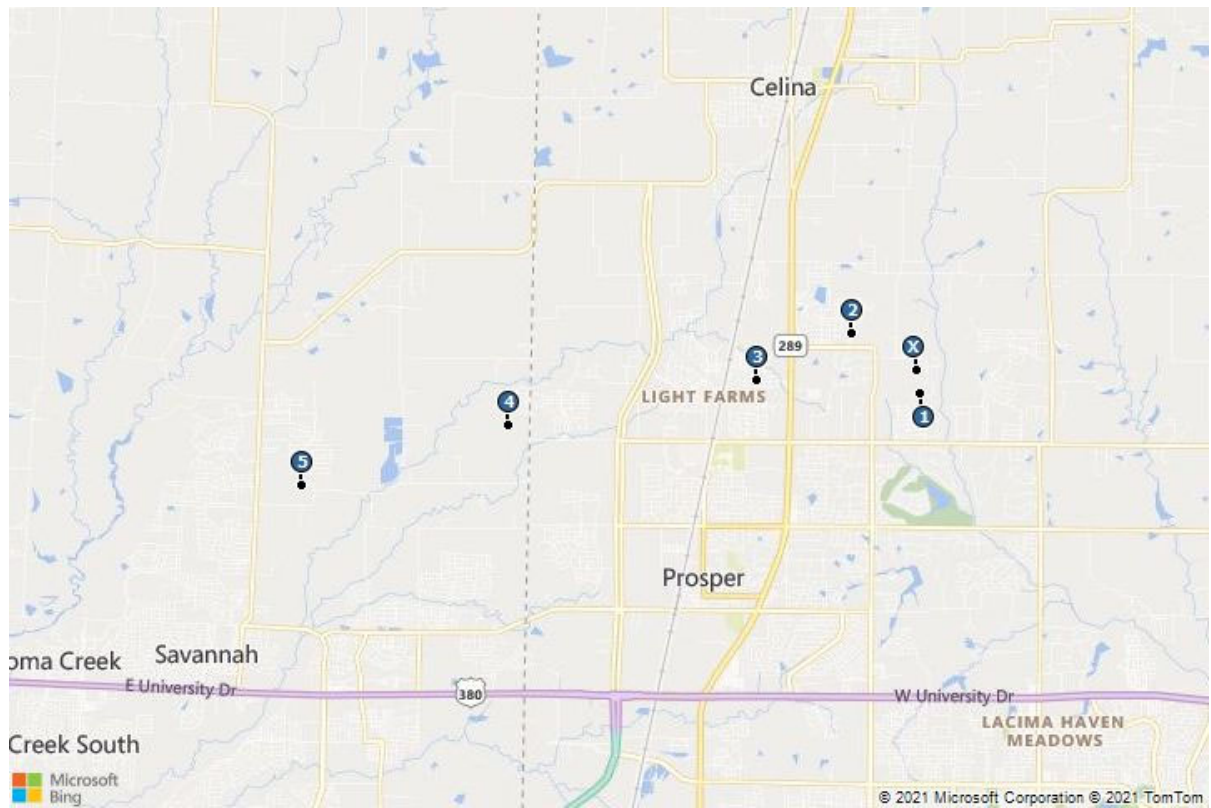 Celina
2
289
X
3
LIGHT FARMS
4
1
5
Prosper
oma Creek
Savannah
E University Dr
380
W University Dr
LACIMA HAVEN
MEADOWS
Creek South
Microsoft
Bing
© 2021 Microsoft Corporation © 2021 TomTom